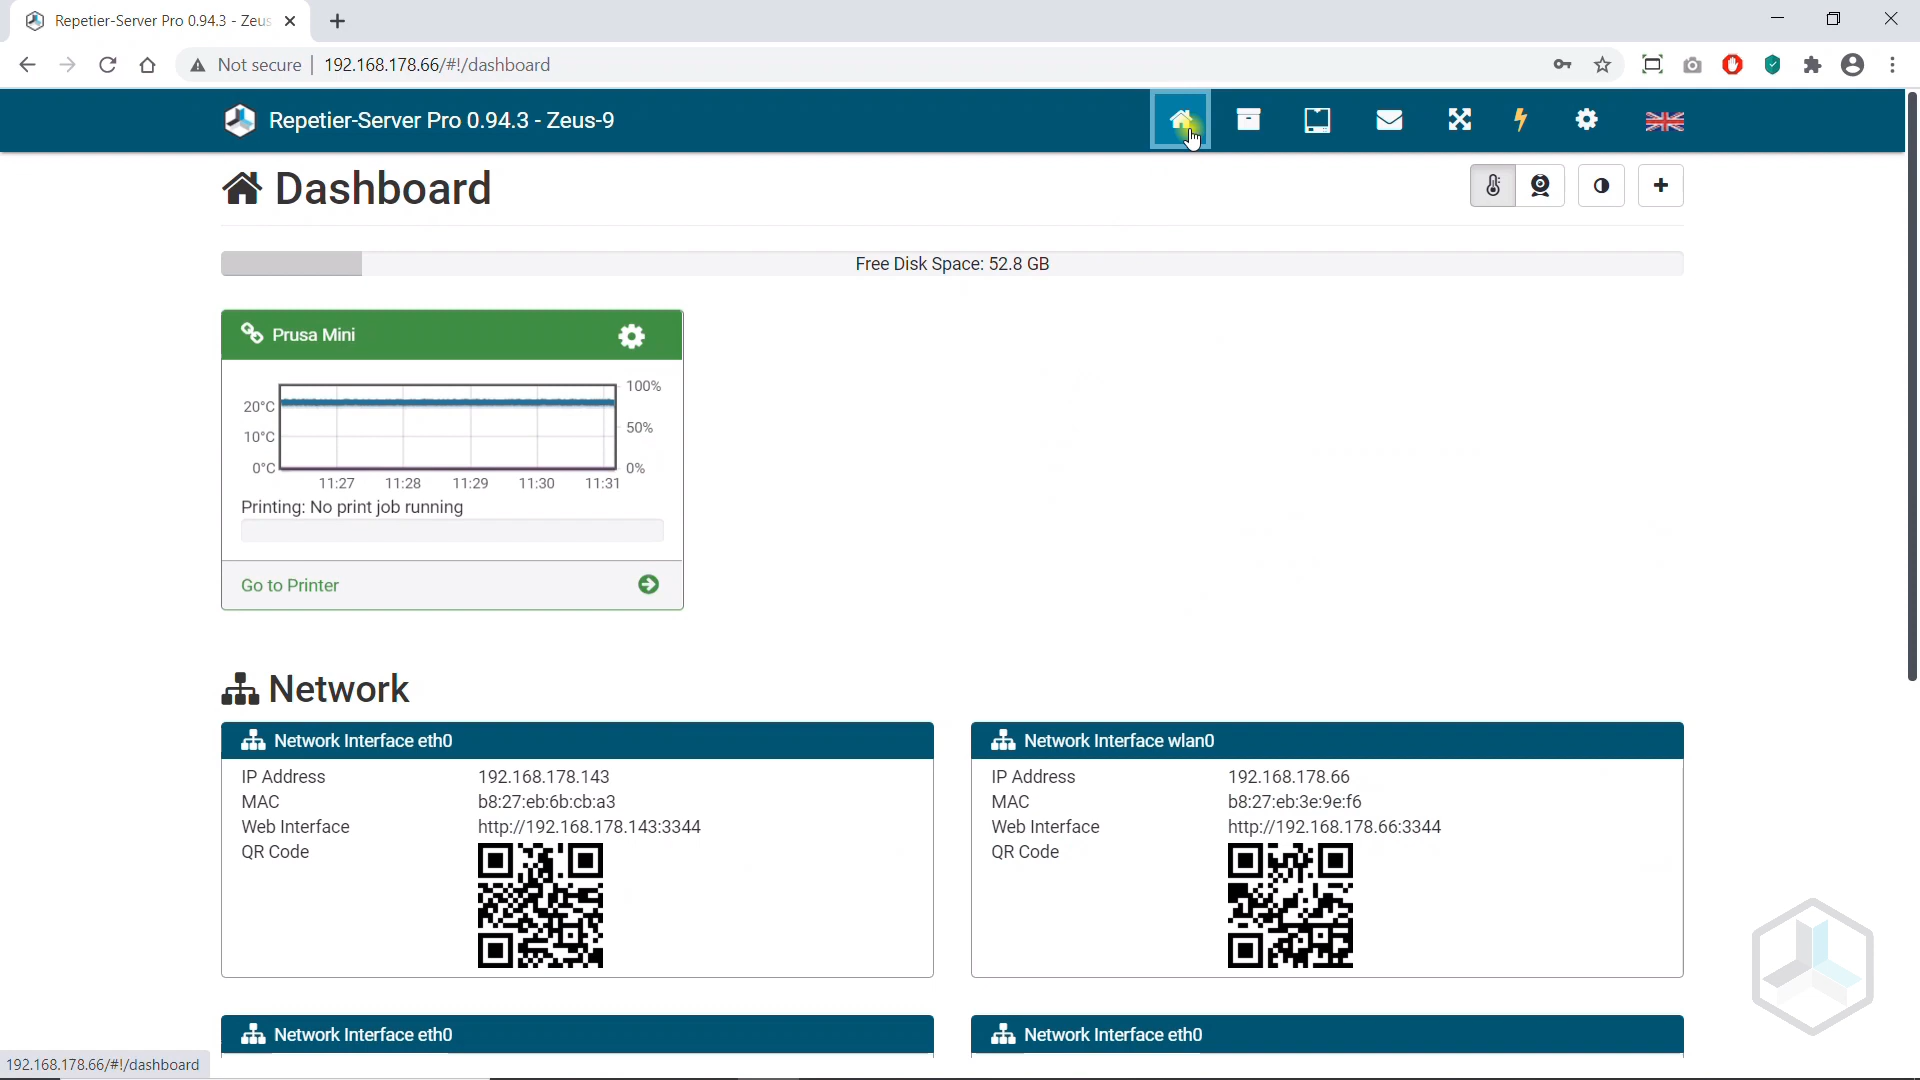 Repetier-Server Pro 0.94.3 - Zeus
Not secure 192.168.178.66/#!/dashboard
Repetier-Server Pro 0.94.3 - Zeus-9
Dashboard
Free Disk Space: 52.8 GB
Prusa Mini
100%
20°C
50%
10°C
0°C
0%
11:27 11:28 11:29 11:30 11:31
Printing: No print job running
Go to Printer
Network
Network Interface eth0
IP Address 192.168.178.143
MAC b8:27:eb:6b:cb:a3
Web Interface http://192.168.178.143:3344
QR Code
Network Interface wlan0
IP Address 192.168.178.66
MAC b8:27:eb:3e:9e:f6
Web Interface http://192.168.178.66:3344
QR Code
Network Interface eth0
Network Interface eth0
192.168.178.66/#!/dashboard